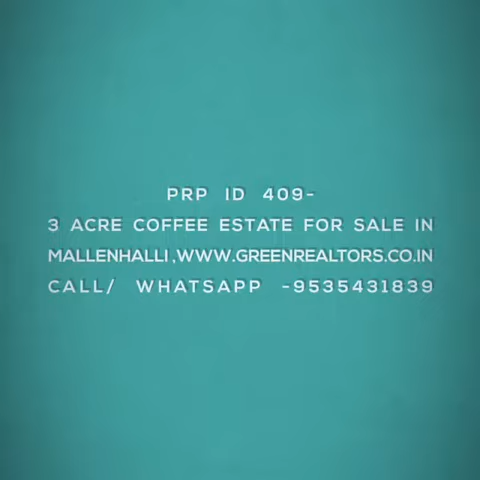 PRP ID 409-
3 ACRE COFFEE ESTATE FOR SALE IN
MALLENHALLI ,WWW.GREENREALTORS.CO.IN
CALL/ WHATSAPP -9535431839